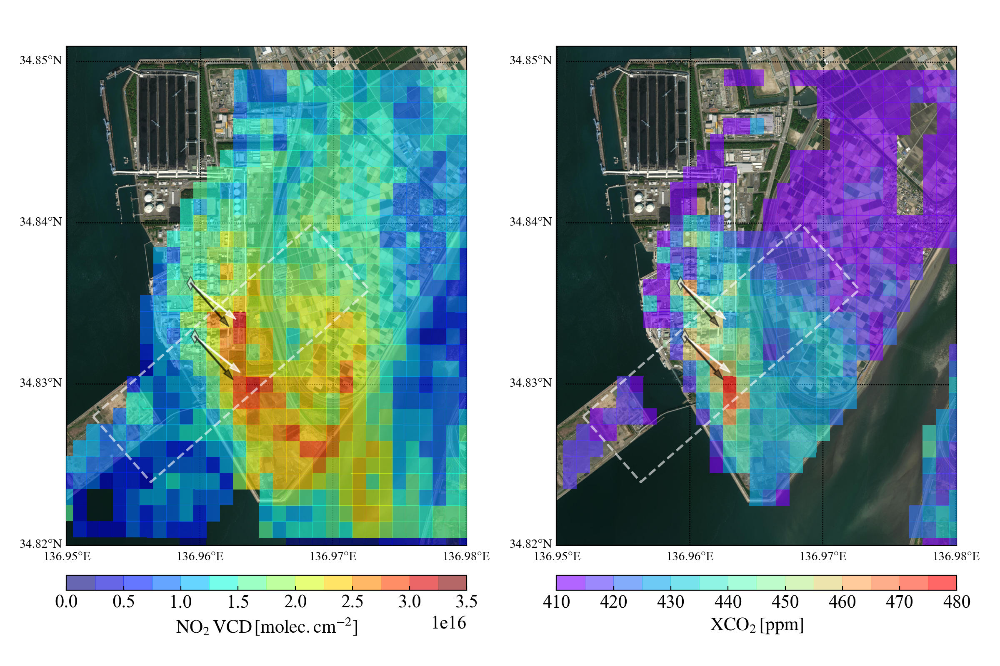 34.85°N
34.84°N
34.83°N
34.82°N
136.95°E 136.96°E 136.97°E 136.98°E
0.0 0.5 1.0 1.5 2.0 2.5 3.0 3.5
1e16
NO₂ VCD [molec. cm⁻²]
34.85°N
34.84°N
34.83°N
34.82°N
136.95°E 136.96°E 136.97°E 136.98°E
410 420 430 440 450 460 470 480
XCO₂ [ppm]